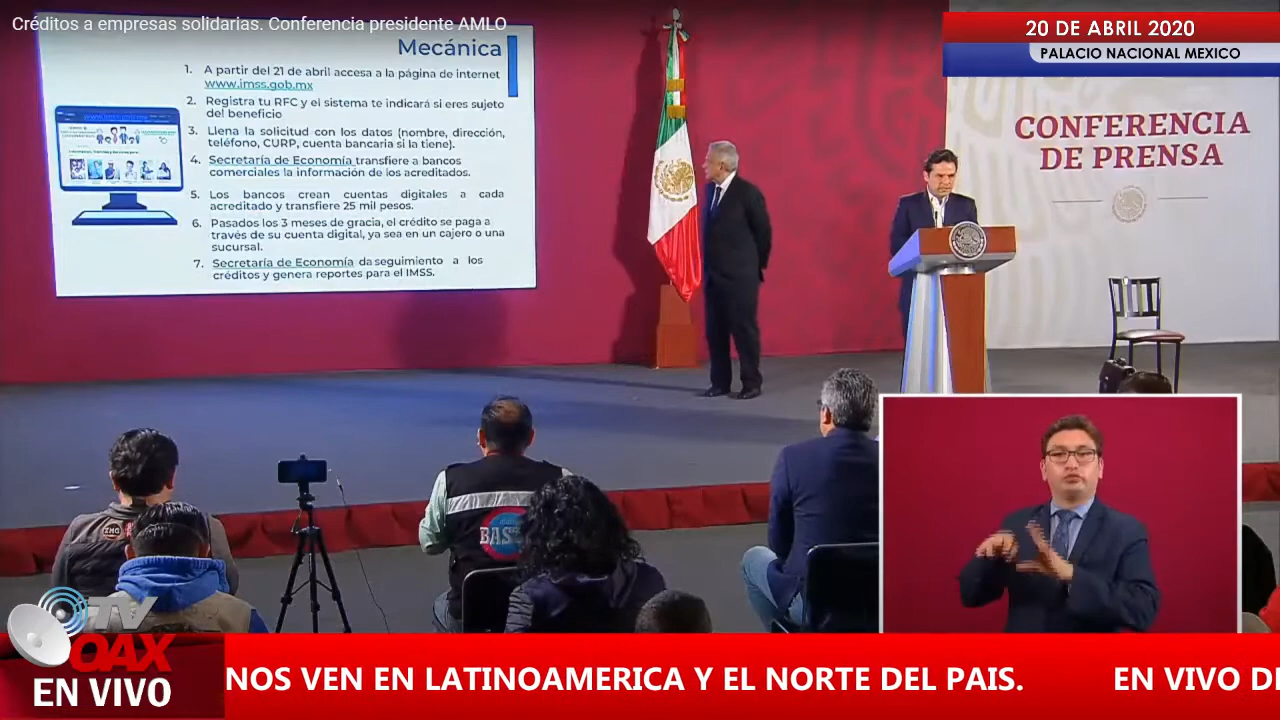 Créditos a empresas solidarias. Conferencia presidente AMLO
20 DE ABRIL 2020
PALACIO NACIONAL MEXICO
Mecánica
1. A partir del 21 de abril accesa a la página de internet
www.imss.gob.mx
2. Registra tu RFC y el sistema te indicará si eres sujeto
del beneficio
3. Llena la solicitud con los datos (nombre, dirección,
teléfono, CURP, cuenta bancaria si la tiene).
4. Secretaría de Economía transfiere a bancos
comerciales la información de los acreditados.
5. Los bancos crean cuentas digitales a cada
acreditado y transfiere 25 mil pesos.
6. Pasados los 3 meses de gracia, el crédito se paga a
través de su cuenta digital, ya sea en un cajero o una
sucursal.
7. Secretaría de Economía da seguimiento a los
créditos y genera reportes para el IMSS.
CONFERENCIA
DE PRENSA
TV
OAX
EN VIVO
NOS VEN EN LATINOAMERICA Y EL NORTE DEL PAIS. EN VIVO DE